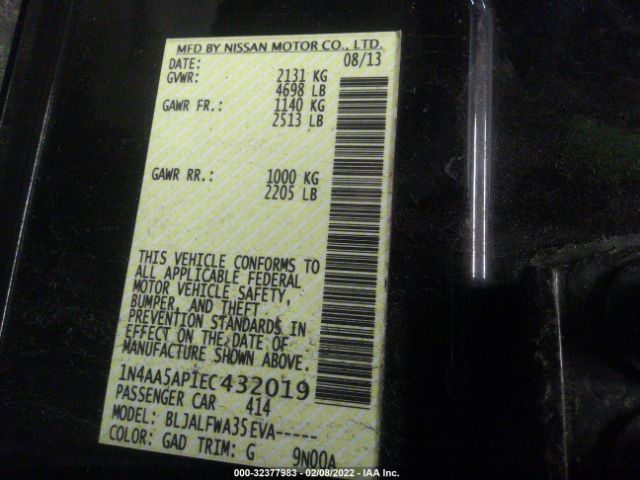 MFD BY NISSAN MOTOR CO., LTD.
DATE: 08/13
GVWR: 2131 KG
4698 LB
GAWR FR.: 1140 KG
2513 LB
GAWR RR.: 1000 KG
2205 LB
THIS VEHICLE CONFORMS TO
ALL APPLICABLE FEDERAL
MOTOR VEHICLE SAFETY,
BUMPER, AND THEFT
PREVENTION STANDARDS IN
EFFECT ON THE DATE OF
MANUFACTURE SHOWN ABOVE.
1N4AA5AP1EC432019
PASSENGER CAR 414
MODEL: BLJALFWA35EVA-----
COLOR: GAD TRIM: G 9N00A
000-32377983 - 02/08/2022 - IAA Inc.